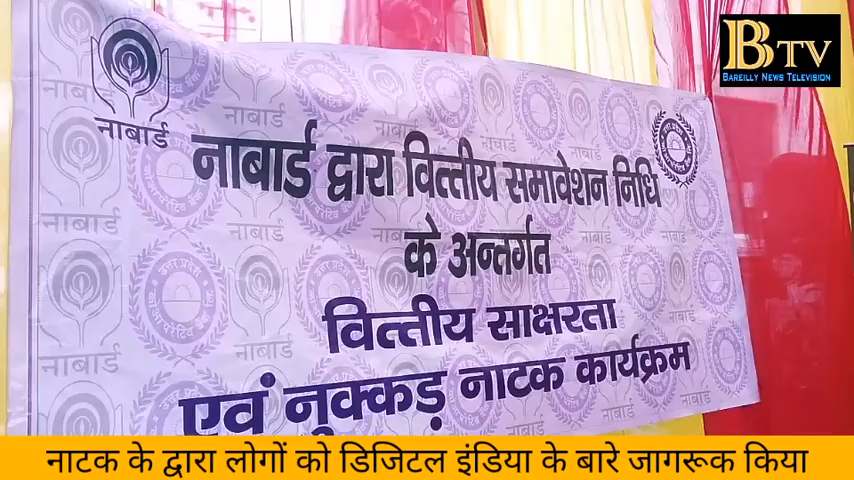 BTV
BAREILLY NEWS TELEVISION
नाबार्ड
नाबार्ड द्वारा वित्तीय समावेशन निधि
के अन्तर्गत
वित्तीय साक्षरता
एवं नुक्कड़ नाटक कार्यक्रम
नाटक के द्वारा लोगों को डिजिटल इंडिया के बारे जागरूक किया